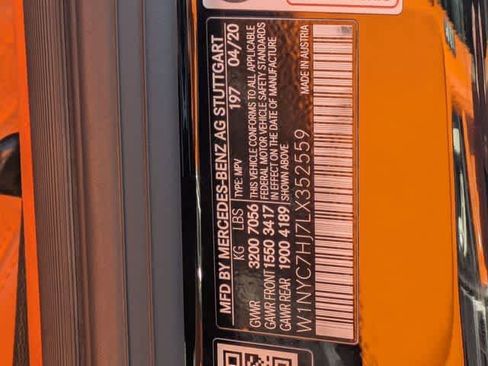 MFD BY MERCEDES-BENZ AG STUTTGART
197 04/20
KG LBS TYPE: MPV
GVWR 3200 7056 THIS VEHICLE CONFORMS TO ALL APPLICABLE
GAWR FRONT 1550 3417 FEDERAL MOTOR VEHICLE SAFETY STANDARDS
IN EFFECT ON THE DATE OF MANUFACTURE
GAWR REAR 1900 4189 SHOWN ABOVE.
MADE IN AUSTRIA
W1NYC7HJ7LX352559